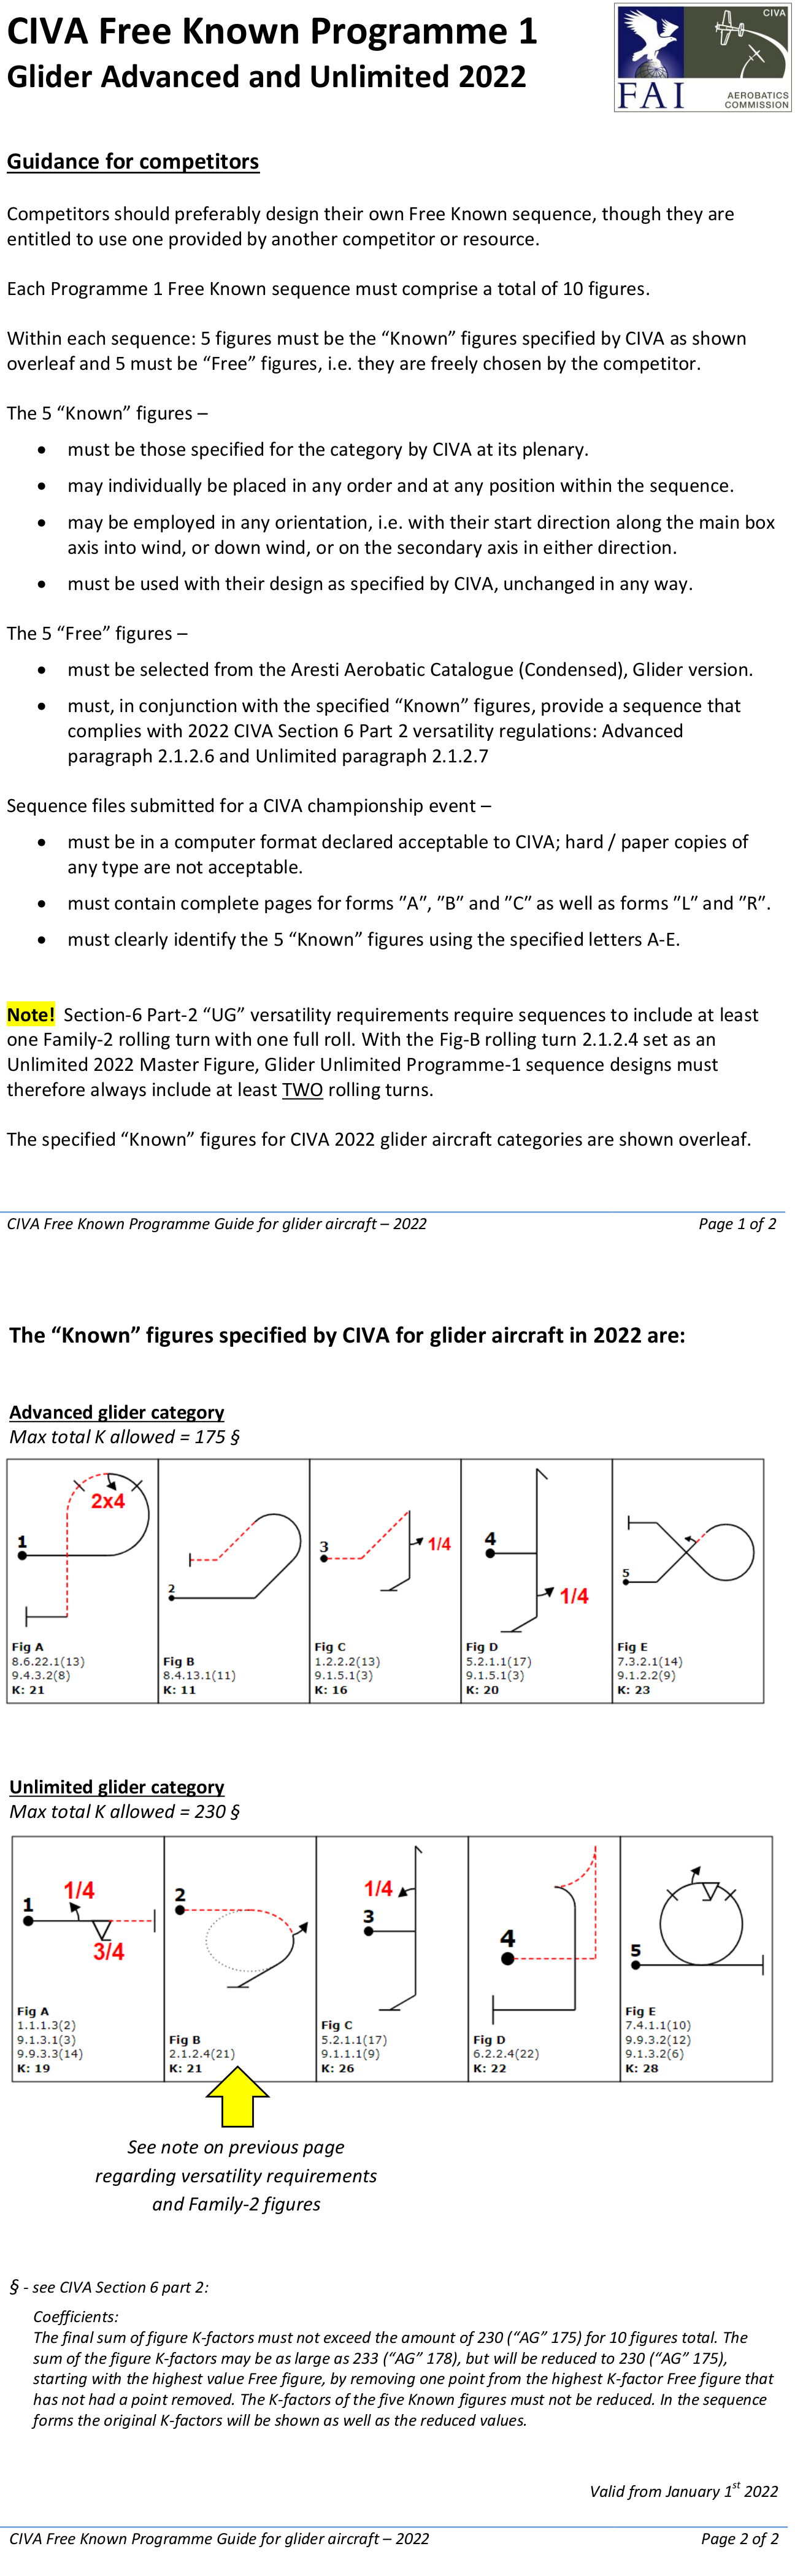 CIVA Free Known Programme 1
Glider Advanced and Unlimited 2022
CIVA
FAI
AEROBATICS
COMMISSION
Guidance for competitors
Competitors should preferably design their own Free Known sequence, though they are
entitled to use one provided by another competitor or resource.
Each Programme 1 Free Known sequence must comprise a total of 10 figures.
Within each sequence: 5 figures must be the “Known” figures specified by CIVA as shown
overleaf and 5 must be “Free” figures, i.e. they are freely chosen by the competitor.
The 5 “Known” figures –
• must be those specified for the category by CIVA at its plenary.
• may individually be placed in any order and at any position within the sequence.
• may be employed in any orientation, i.e. with their start direction along the main box
axis into wind, or down wind, or on the secondary axis in either direction.
• must be used with their design as specified by CIVA, unchanged in any way.
The 5 “Free” figures –
• must be selected from the Aresti Aerobatic Catalogue (Condensed), Glider version.
• must, in conjunction with the specified “Known” figures, provide a sequence that
complies with 2022 CIVA Section 6 Part 2 versatility regulations: Advanced
paragraph 2.1.2.6 and Unlimited paragraph 2.1.2.7
Sequence files submitted for a CIVA championship event –
• must be in a computer format declared acceptable to CIVA; hard / paper copies of
any type are not acceptable.
• must contain complete pages for forms ”A”, ”B” and ”C” as well as forms ”L” and ”R”.
• must clearly identify the 5 “Known” figures using the specified letters A-E.
Note! Section-6 Part-2 “UG” versatility requirements require sequences to include at least
one Family-2 rolling turn with one full roll. With the Fig-B rolling turn 2.1.2.4 set as an
Unlimited 2022 Master Figure, Glider Unlimited Programme-1 sequence designs must
therefore always include at least TWO rolling turns.
The specified “Known” figures for CIVA 2022 glider aircraft categories are shown overleaf.
CIVA Free Known Programme Guide for glider aircraft – 2022 Page 1 of 2
The “Known” figures specified by CIVA for glider aircraft in 2022 are:
Advanced glider category
Max total K allowed = 175 §
1
2x4
Fig A
8.6.22.1(13)
9.4.3.2(8)
K: 21
2
Fig B
8.4.13.1(11)
K: 11
3
1/4
Fig C
1.2.2.2(13)
9.1.5.1(3)
K: 16
4
1/4
Fig D
5.2.1.1(17)
9.1.5.1(3)
K: 20
5
Fig E
7.3.2.1(14)
9.1.2.2(9)
K: 23
Unlimited glider category
Max total K allowed = 230 §
1
1/4
3/4
Fig A
1.1.1.3(2)
9.1.3.1(3)
9.9.3.3(14)
K: 19
2
Fig B
2.1.2.4(21)
K: 21
1/4
3
Fig C
5.2.1.1(17)
9.1.1.1(9)
K: 26
4
Fig D
6.2.2.4(22)
K: 22
5
Fig E
7.4.1.1(10)
9.9.3.2(12)
9.1.3.2(6)
K: 28
See note on previous page
regarding versatility requirements
and Family-2 figures
§ - see CIVA Section 6 part 2:
Coefficients:
The final sum of figure K-factors must not exceed the amount of 230 (“AG” 175) for 10 figures total. The
sum of the figure K-factors may be as large as 233 (“AG” 178), but will be reduced to 230 (“AG” 175),
starting with the highest value Free figure, by removing one point from the highest K-factor Free figure that
has not had a point removed. The K-factors of the five Known figures must not be reduced. In the sequence
forms the original K-factors will be shown as well as the reduced values.
Valid from January 1st 2022
CIVA Free Known Programme Guide for glider aircraft – 2022 Page 2 of 2